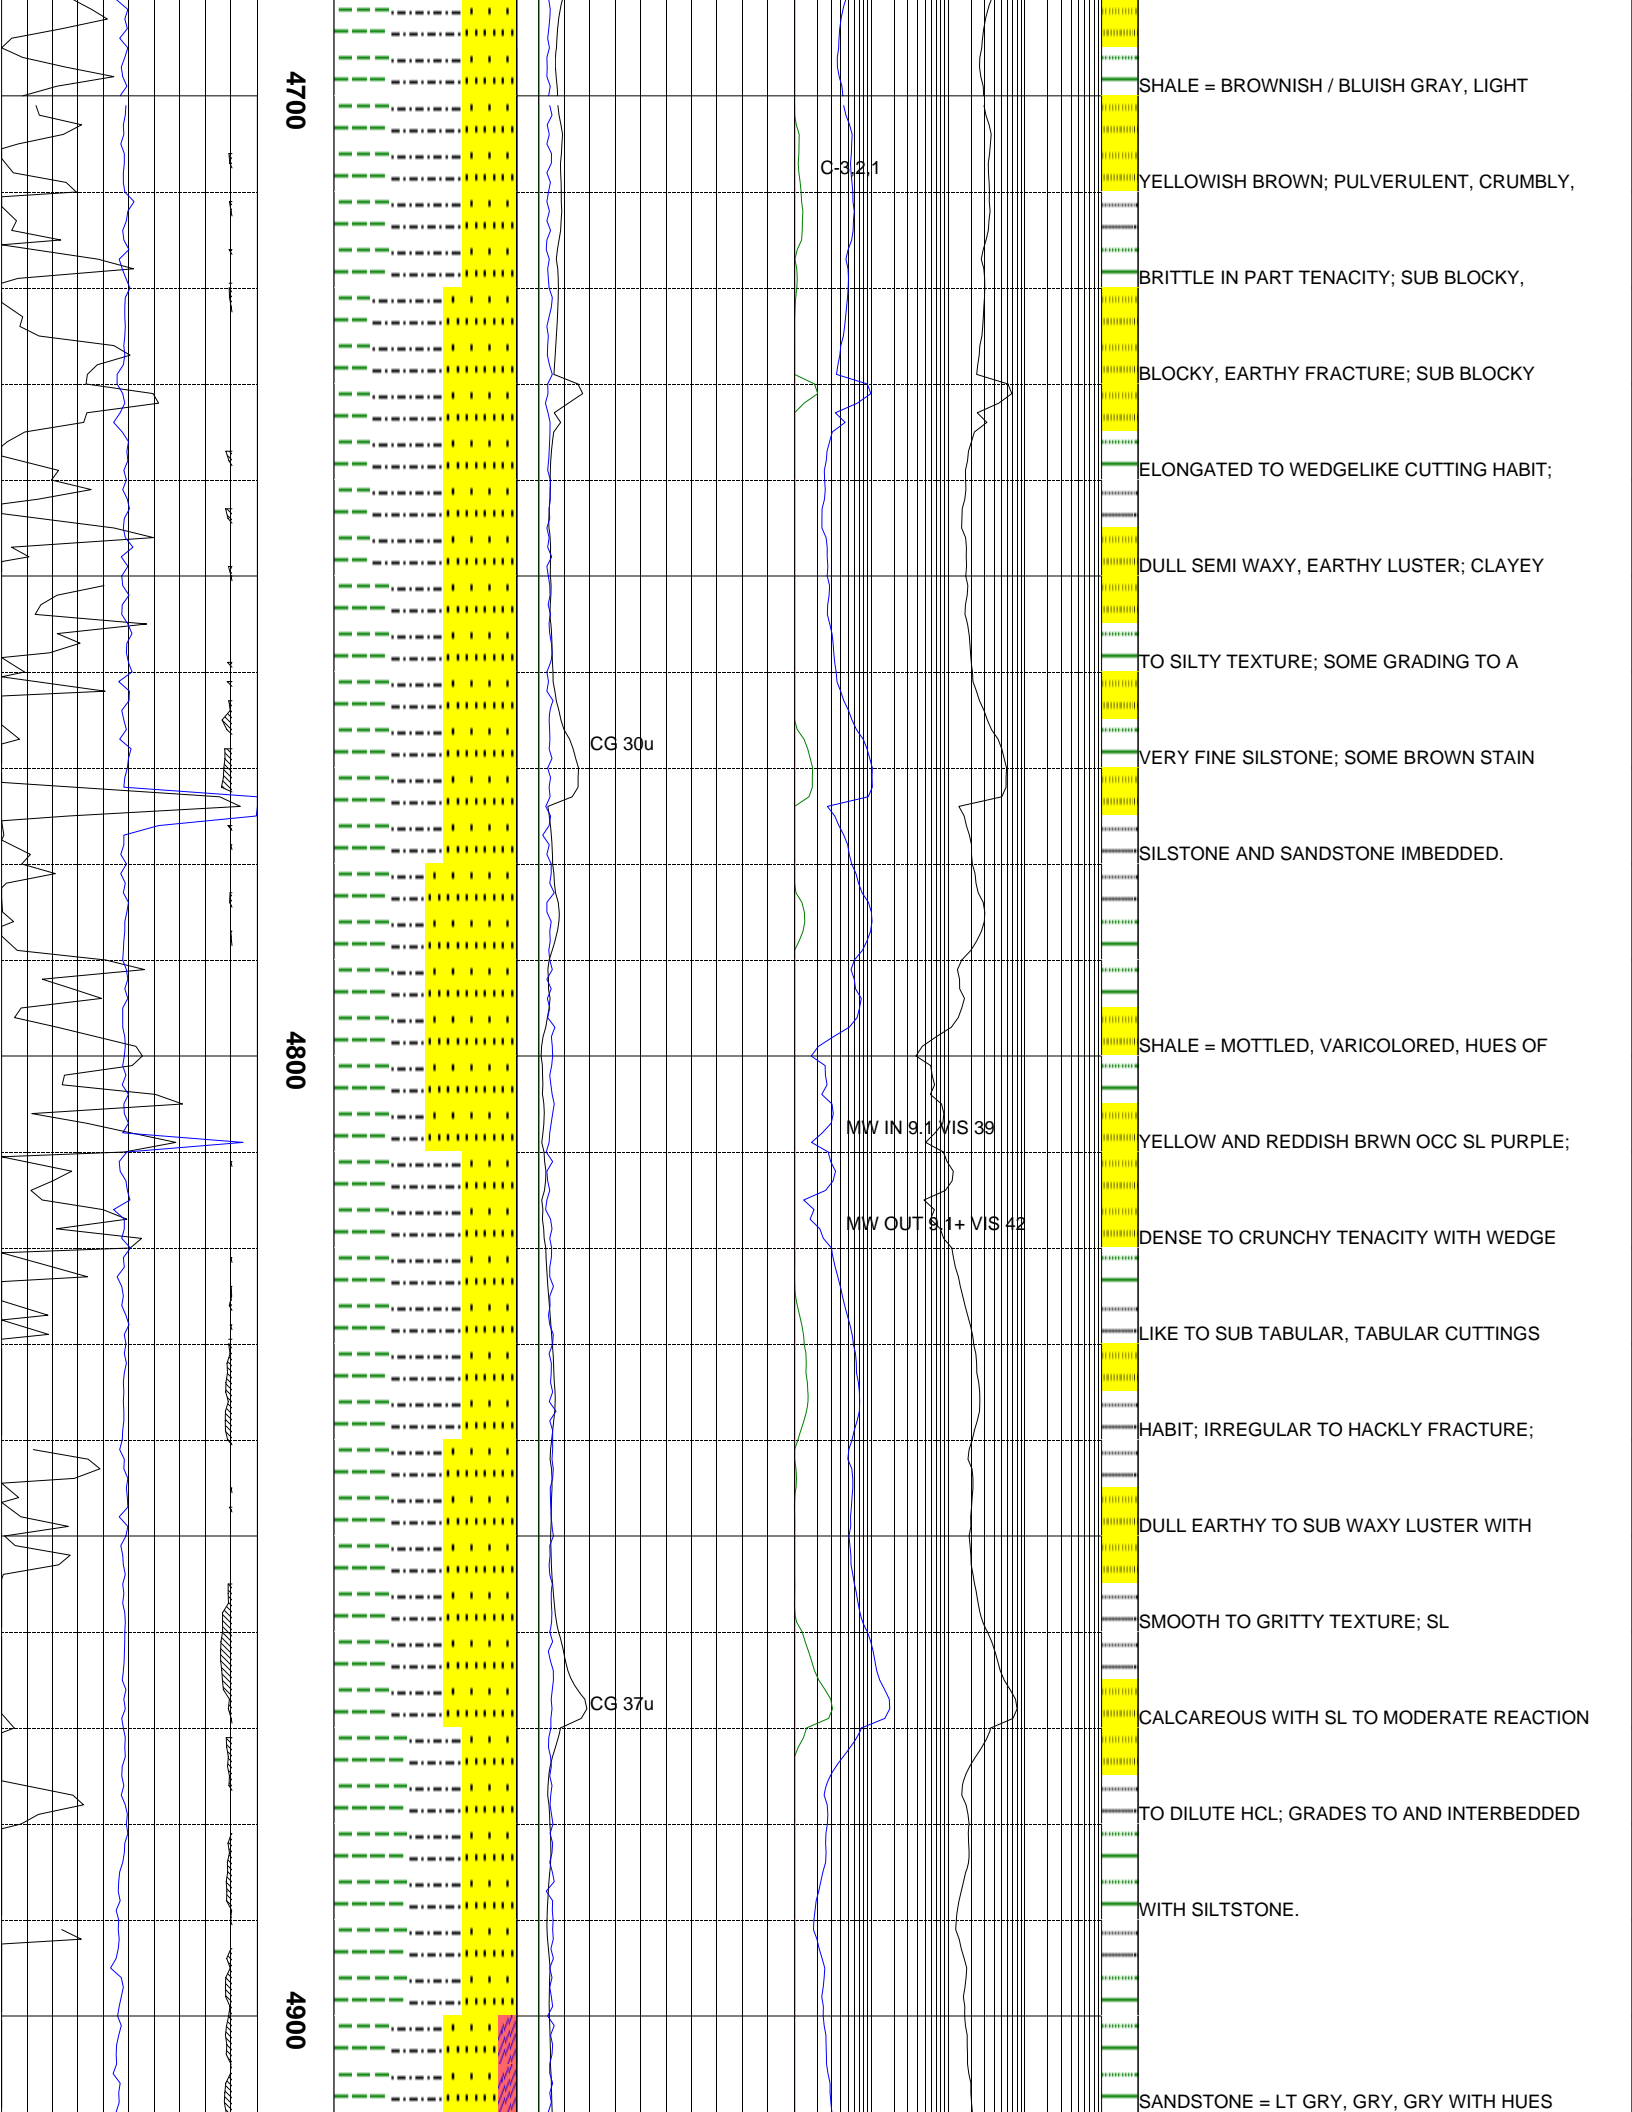 4700
SHALE = BROWNISH / BLUISH GRAY, LIGHT
C-3,2,1
YELLOWISH BROWN; PULVERULENT, CRUMBLY,
BRITTLE IN PART TENACITY; SUB BLOCKY,
BLOCKY, EARTHY FRACTURE; SUB BLOCKY
ELONGATED TO WEDGELIKE CUTTING HABIT;
DULL SEMI WAXY, EARTHY LUSTER; CLAYEY
TO SILTY TEXTURE; SOME GRADING TO A
CG 30u
VERY FINE SILSTONE; SOME BROWN STAIN
SILSTONE AND SANDSTONE IMBEDDED.
4800
SHALE = MOTTLED, VARICOLORED, HUES OF
MW IN 9.1 VIS 39
YELLOW AND REDDISH BRWN OCC SL PURPLE;
MW OUT 9.1+ VIS 42
DENSE TO CRUNCHY TENACITY WITH WEDGE
LIKE TO SUB TABULAR, TABULAR CUTTINGS
HABIT; IRREGULAR TO HACKLY FRACTURE;
DULL EARTHY TO SUB WAXY LUSTER WITH
SMOOTH TO GRITTY TEXTURE; SL
CG 37u
CALCAREOUS WITH SL TO MODERATE REACTION
TO DILUTE HCL; GRADES TO AND INTERBEDDED
WITH SILTSTONE.
4900
SANDSTONE = LT GRY, GRY, GRY WITH HUES